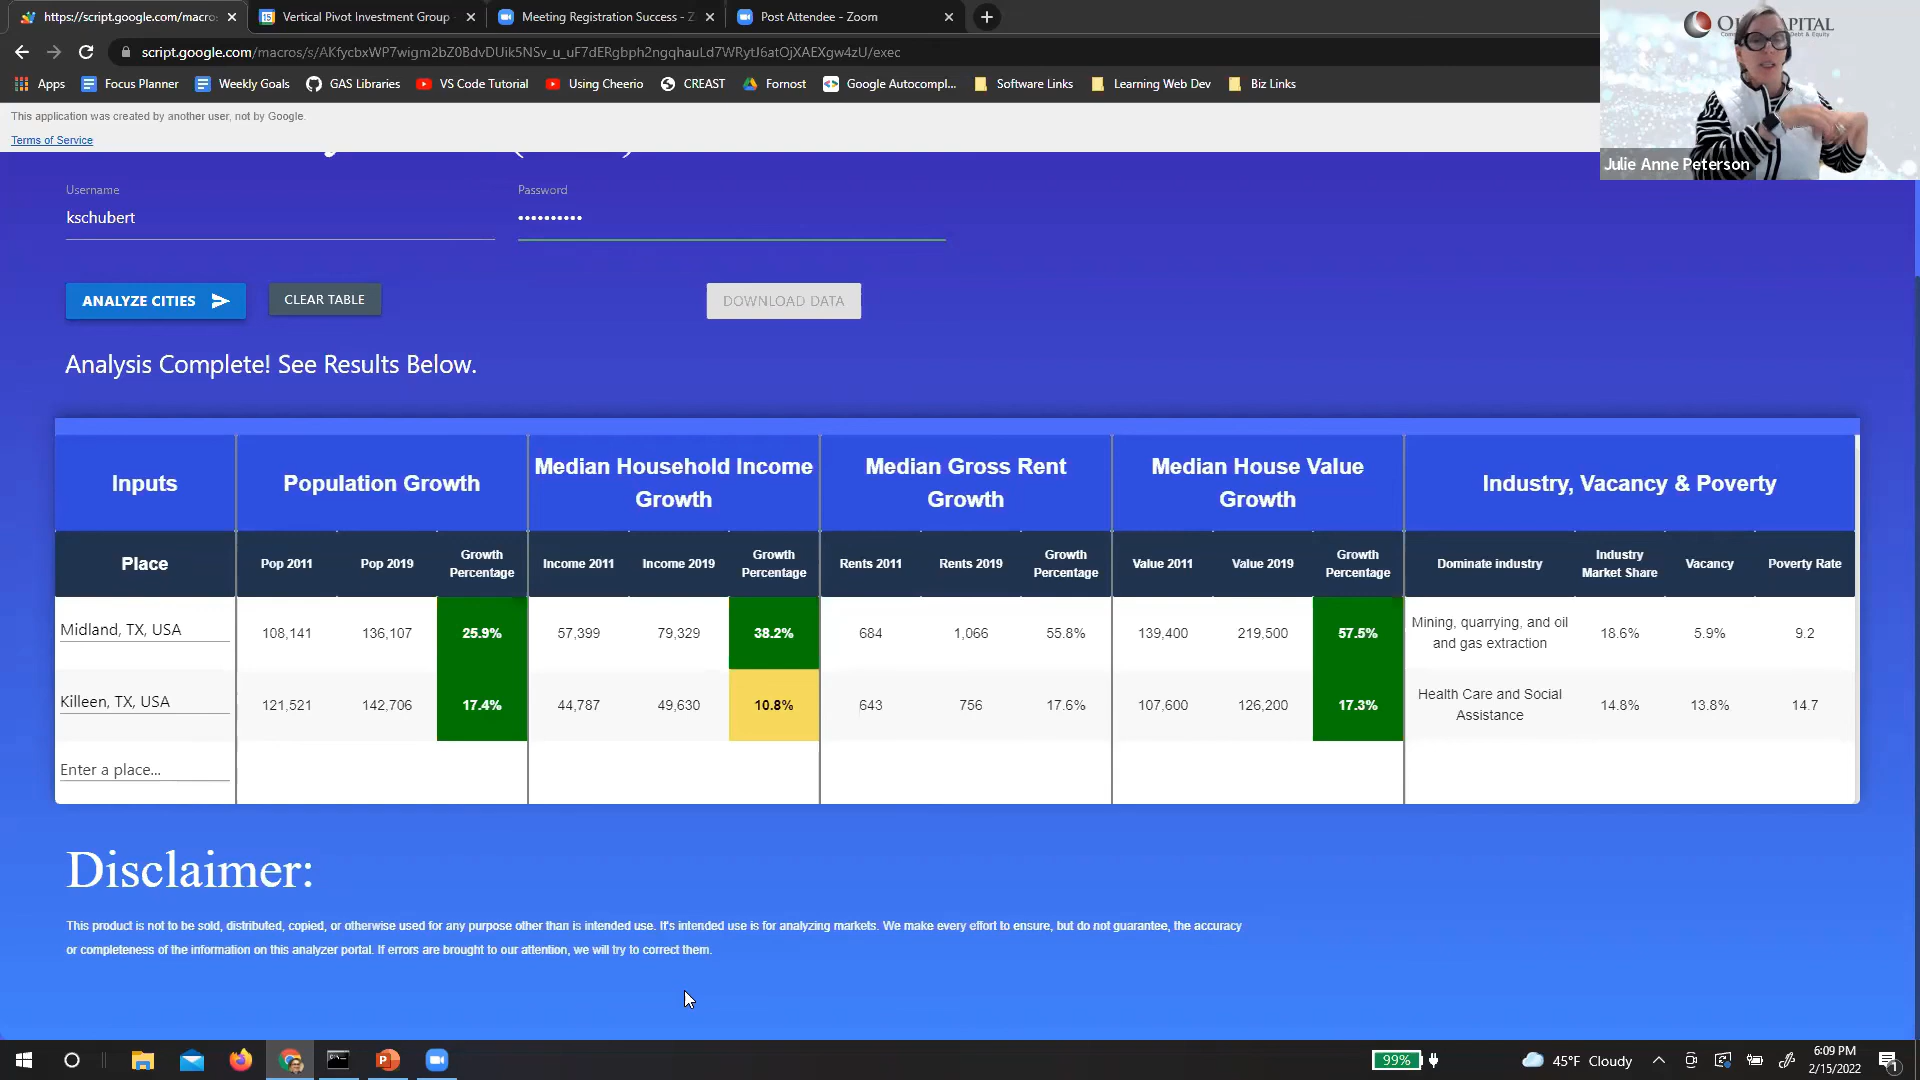 https://script.google.com/macro
Vertical Pivot Investment Group
Meeting Registration Success - Z
Post Attendee - Zoom
script.google.com/macros/s/AKfycbxWP7wigm2bZ0BdvDUik5NSv_u_uF7dERgbph2ngqhauLd7WRytJ6atOjXAEXgw4zU/exec
Apps
Focus Planner
Weekly Goals
GAS Libraries
VS Code Tutorial
Using Cheerio
CREAST
Fornost
Google Autocompl...
Software Links
Learning Web Dev
Biz Links
This application was created by another user, not by Google.
Terms of Service
Julie Anne Peterson
Username
Password
kschubert
••••••••••
ANALYZE CITIES
CLEAR TABLE
DOWNLOAD DATA
Analysis Complete! See Results Below.
Inputs
Population Growth
Median Household Income
Growth
Median Gross Rent
Growth
Median House Value
Growth
Industry, Vacancy & Poverty
Place
Pop 2011
Pop 2019
Growth
Percentage
Income 2011
Income 2019
Growth
Percentage
Rents 2011
Rents 2019
Growth
Percentage
Value 2011
Value 2019
Growth
Percentage
Dominate industry
Industry
Market Share
Vacancy
Poverty Rate
Midland, TX, USA
108,141
136,107
25.9%
57,399
79,329
38.2%
684
1,066
55.8%
139,400
219,500
57.5%
Mining, quarrying, and oil
and gas extraction
18.6%
5.9%
9.2
Killeen, TX, USA
121,521
142,706
17.4%
44,787
49,630
10.8%
643
756
17.6%
107,600
126,200
17.3%
Health Care and Social
Assistance
14.8%
13.8%
14.7
Enter a place...
Disclaimer:
This product is not to be sold, distributed, copied, or otherwise used for any purpose other than is intended use. It's intended use is for analyzing markets. We make every effort to ensure, but do not guarantee, the accuracy
or completeness of the information on this analyzer portal. If errors are brought to our attention, we will try to correct them.
99%
45°F Cloudy
6:09 PM
2/15/2022
1